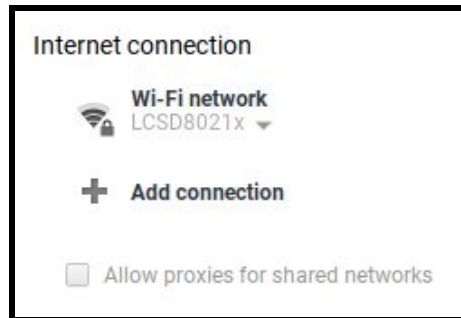 Internet connection
Wi-Fi network
LCSD8021x
Add connection
Allow proxies for shared networks